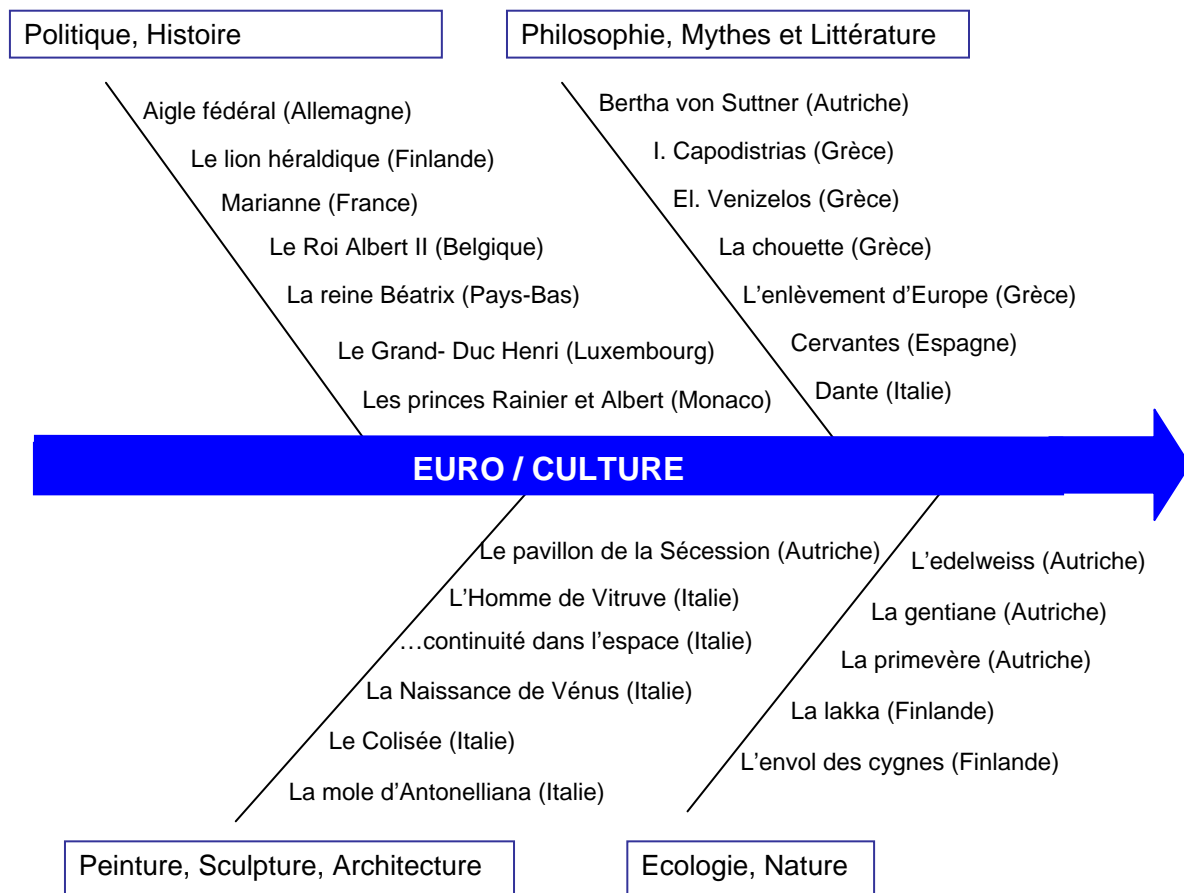 Politique, Histoire
Aigle fédéral (Allemagne)
Le lion héraldique (Finlande)
Marianne (France)
Le Roi Albert II (Belgique)
La reine Béatrix (Pays-Bas)
Le Grand- Duc Henri (Luxembourg)
Les princes Rainier et Albert (Monaco)
Philosophie, Mythes et Littérature
Bertha von Suttner (Autriche)
I. Capodistrias (Grèce)
El. Venizelos (Grèce)
La chouette (Grèce)
L’enlèvement d’Europe (Grèce)
Cervantes (Espagne)
Dante (Italie)
EURO / CULTURE
Le pavillon de la Sécession (Autriche)
L’Homme de Vitruve (Italie)
…continuité dans l’espace (Italie)
La Naissance de Vénus (Italie)
Le Colisée (Italie)
La mole d’Antonelliana (Italie)
Peinture, Sculpture, Architecture
L’edelweiss (Autriche)
La gentiane (Autriche)
La primevère (Autriche)
La lakka (Finlande)
L’envol des cygnes (Finlande)
Ecologie, Nature